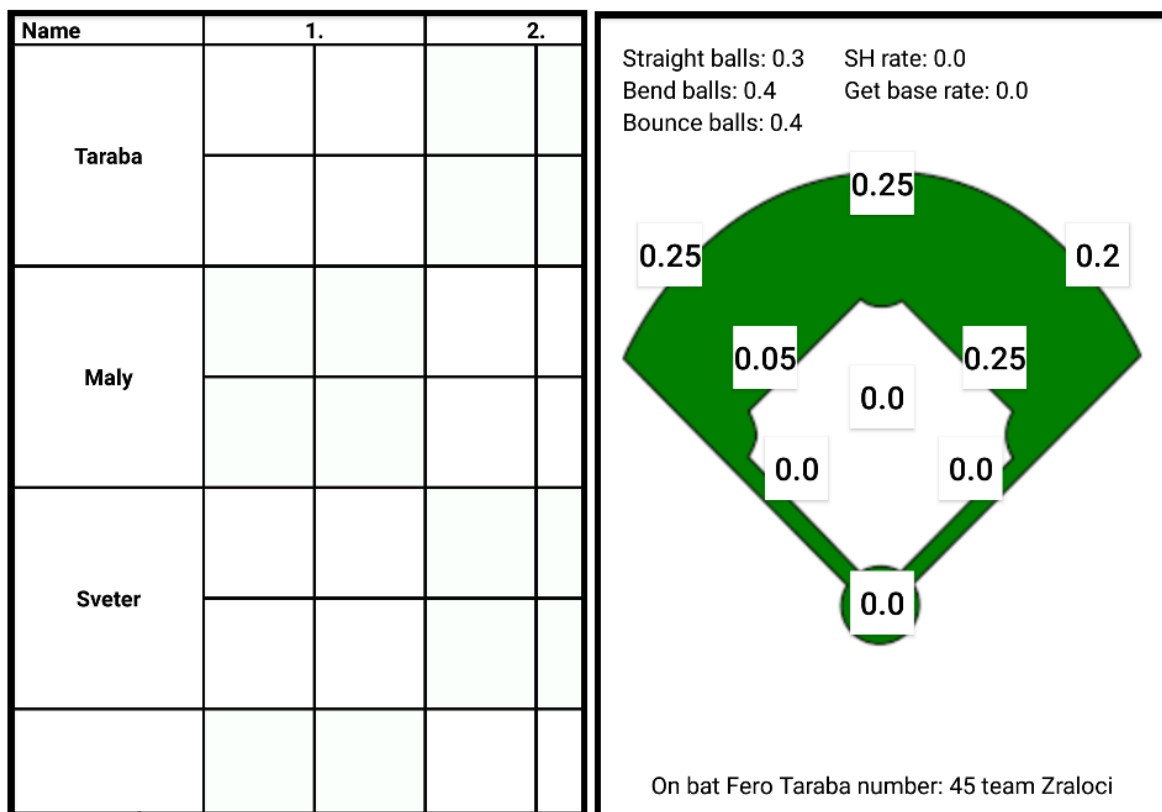 Name 1. 2.
Taraba
Maly
Sveter
Straight balls: 0.3 SH rate: 0.0
Bend balls: 0.4 Get base rate: 0.0
Bounce balls: 0.4
0.25
0.25 0.2
0.05 0.25
0.0
0.0 0.0
0.0
On bat Fero Taraba number: 45 team Zraloci